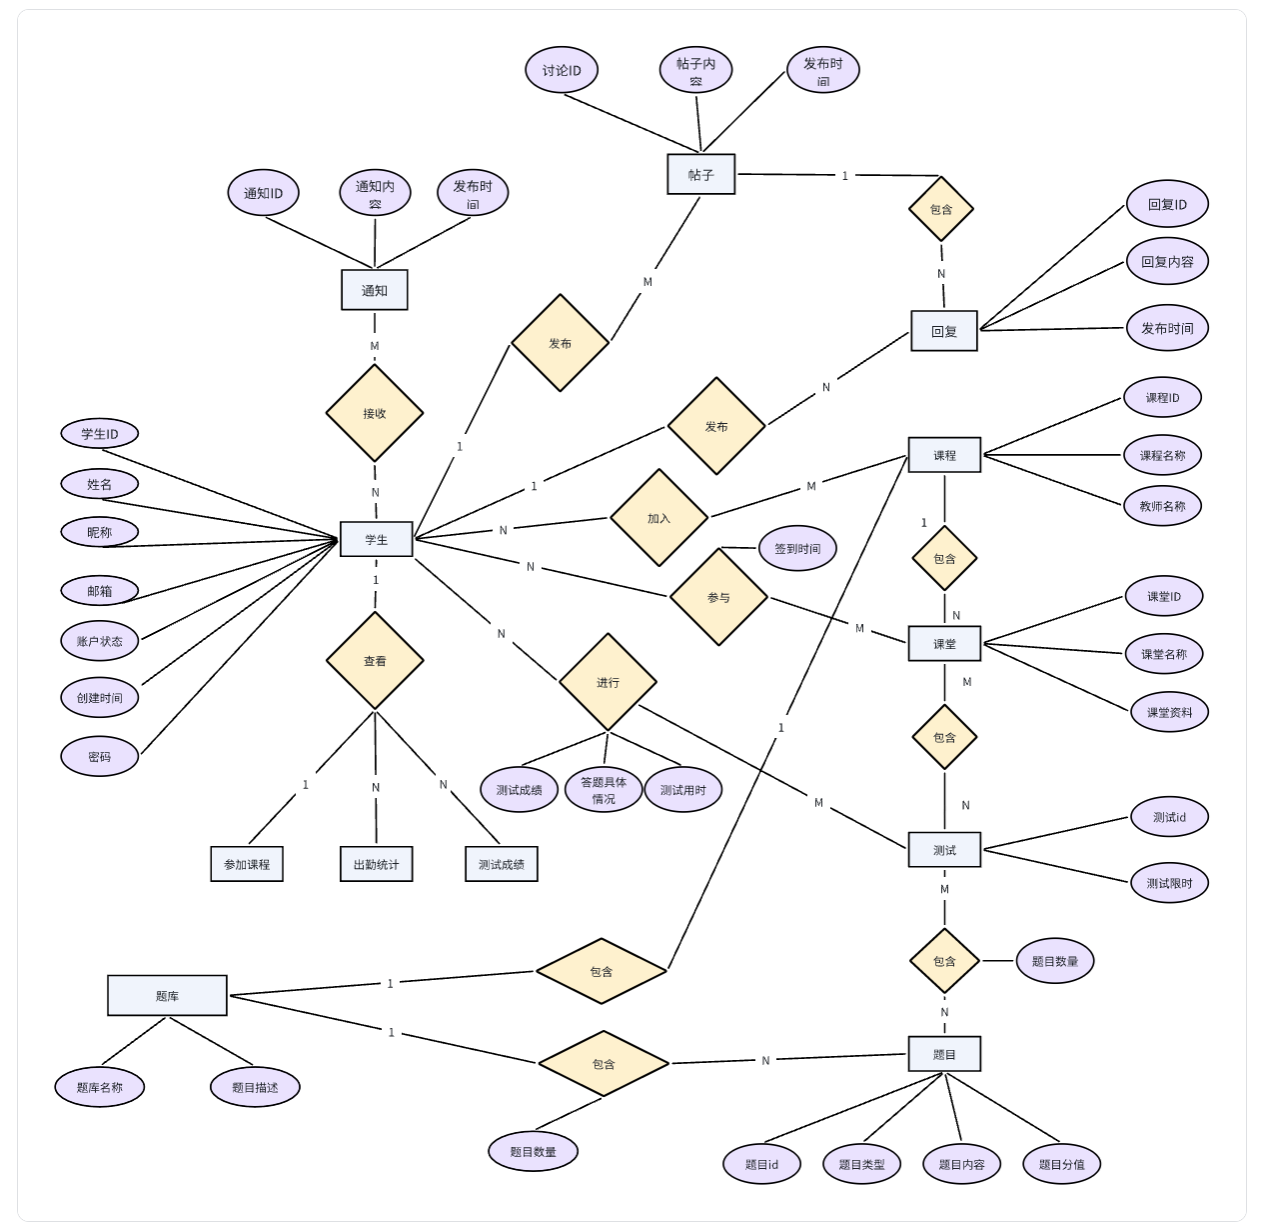 讨论ID
帖子内
容
发布时
间
帖子
1
包含
N
回复
回复ID
回复内容
发布时间
通知ID
通知内
容
发布时
间
通知
M
接收
N
M
发布
1
发布
N
1
学生ID
姓名
昵称
邮箱
账户状态
创建时间
密码
学生
N
加入
M
课程
课程ID
课程名称
教师名称
签到时间
N
参与
M
1
包含
N
课堂
课堂ID
课堂名称
课堂资料
1
查看
1
N
N
参加课程
出勤统计
测试成绩
N
进行
测试成绩
答题具体
情况
测试用时
M
1
M
包含
N
测试
测试id
测试限时
M
包含
题目数量
N
题库
1
包含
1
包含
N
题目
题库名称
题目描述
题目数量
题目id
题目类型
题目内容
题目分值